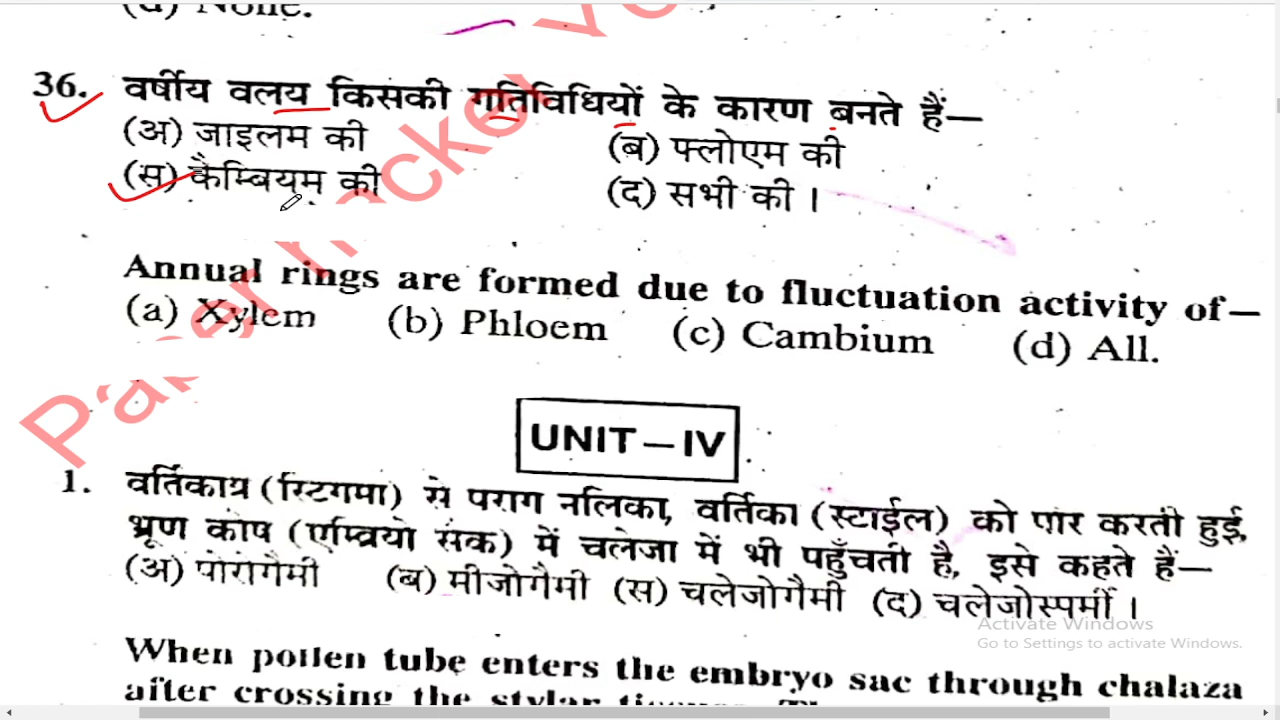 (d) None.
36. वर्षीय वलय किसकी गतिविधियों के कारण बनते हैं—
(अ) जाइलम की (ब) फ्लोएम की
(स) कैम्बियम की (द) सभी की ।
Annual rings are formed due to fluctuation activity of—
(a) Xylem (b) Phloem (c) Cambium (d) All.
UNIT – IV
1. वर्तिकाग्र (स्टिगमा) से पराग नलिका, वर्तिका (स्टाईल) को पार करती हुई,
भ्रूण कोष (एम्ब्रियो सैक) में चलेजा में भी पहुँचती है, इसे कहते हैं—
(अ) पोरोगैमी (ब) मीजोगैमी (स) चलेजोगैमी (द) चलेजोस्पर्मी ।
Activate Windows
Go to Settings to activate Windows.
When pollen tube enters the embryo sac through chalaza
after crossing the stylar